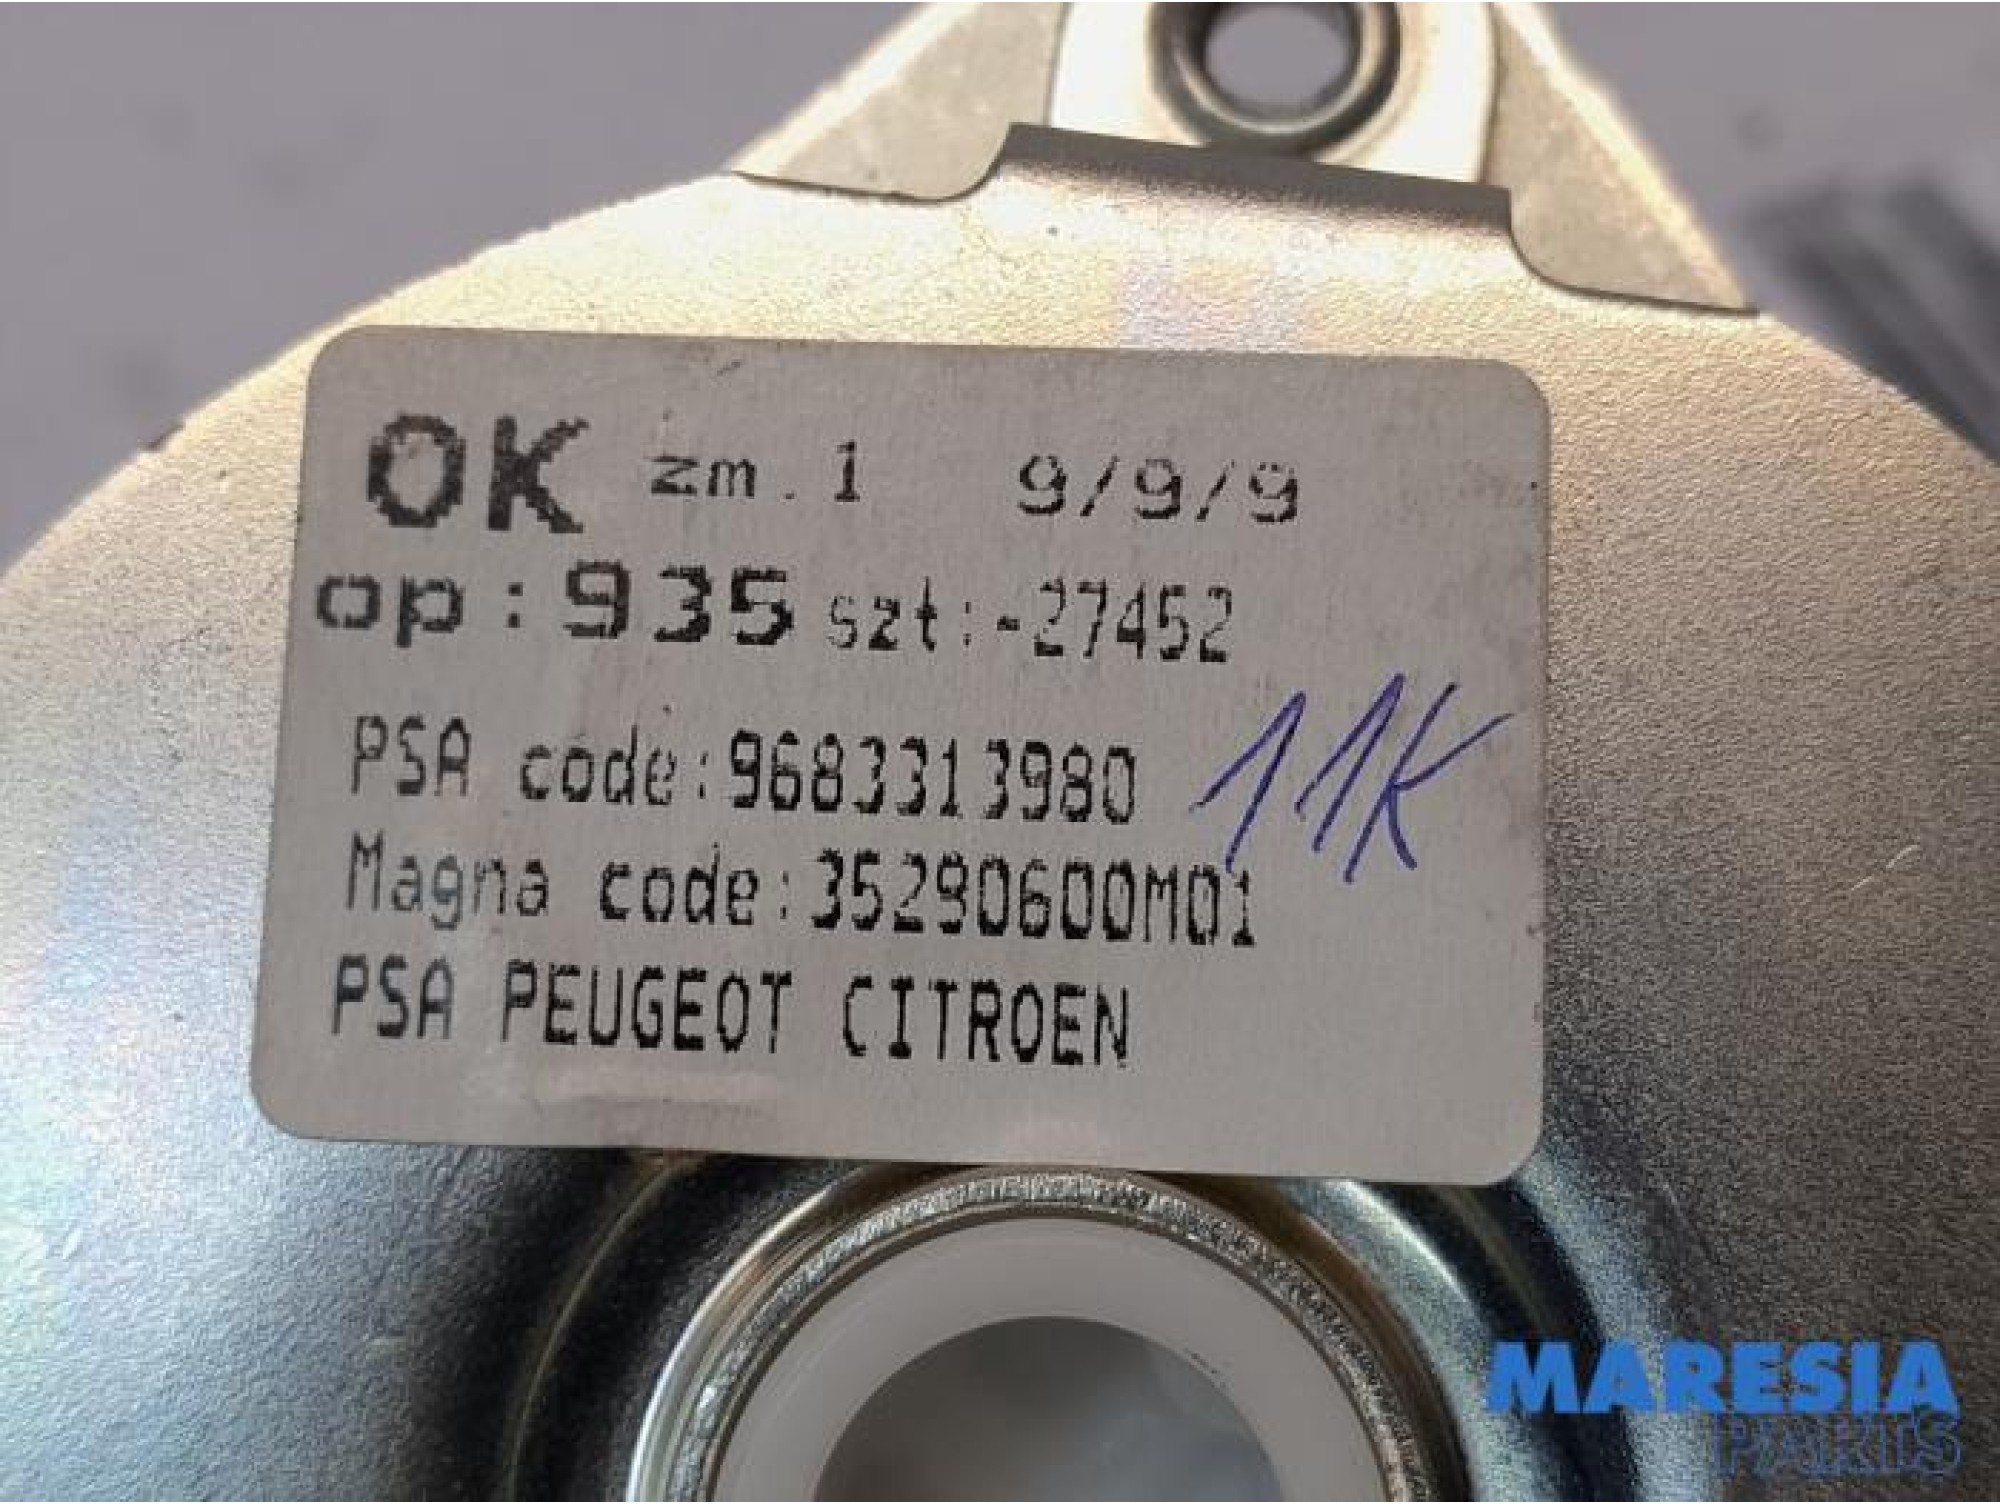 OK zm.1 9/9/9
op:935 szt:-27452
PSA code:9683313980
11K
Magna code:35290600M01
PSA PEUGEOT CITROEN
MARESIA
PARTS